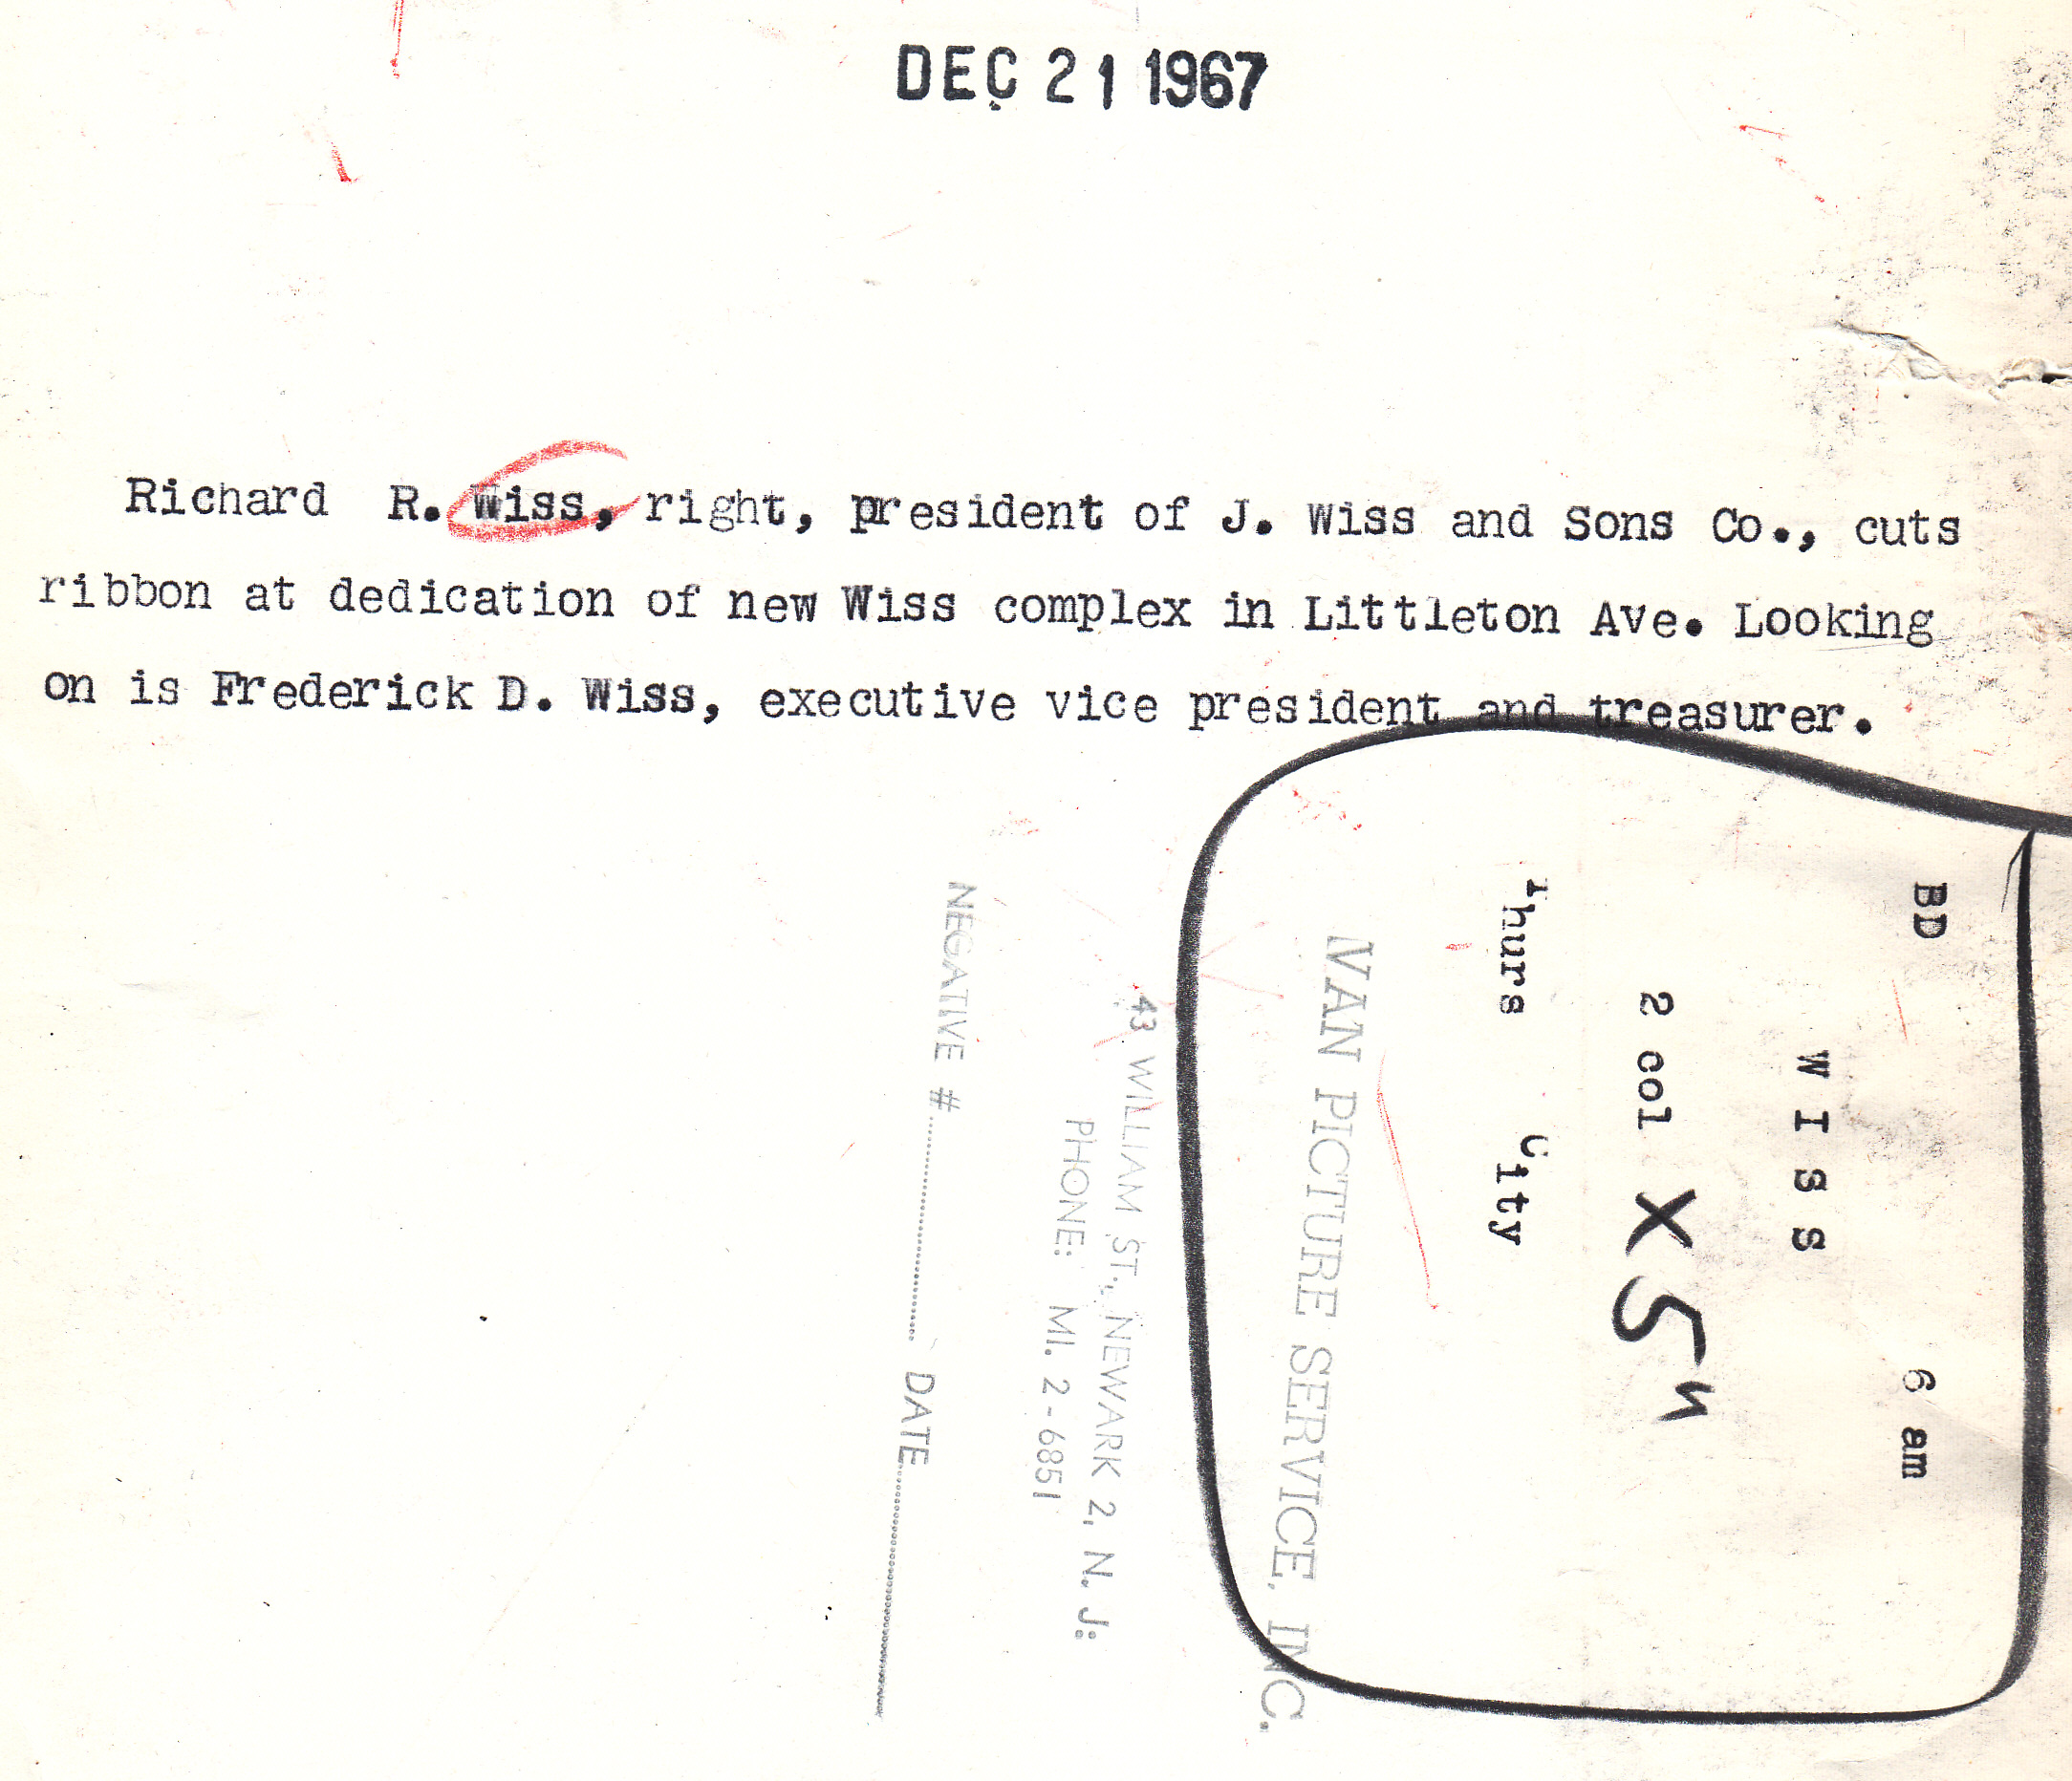 DEC 21 1967
Richard R. Wiss, right, president of J. Wiss and Sons Co., cuts
ribbon at dedication of new Wiss complex in Littleton Ave. Looking
on is Frederick D. Wiss, executive vice president and treasurer.
BD 6 am
W I S S
2 col X 5"
Thurs City
VAN PICTURE SERVICE, INC.
43 WILLIAM ST., NEWARK 2, N. J.
PHONE: MI. 2-6851
NEGATIVE # DATE